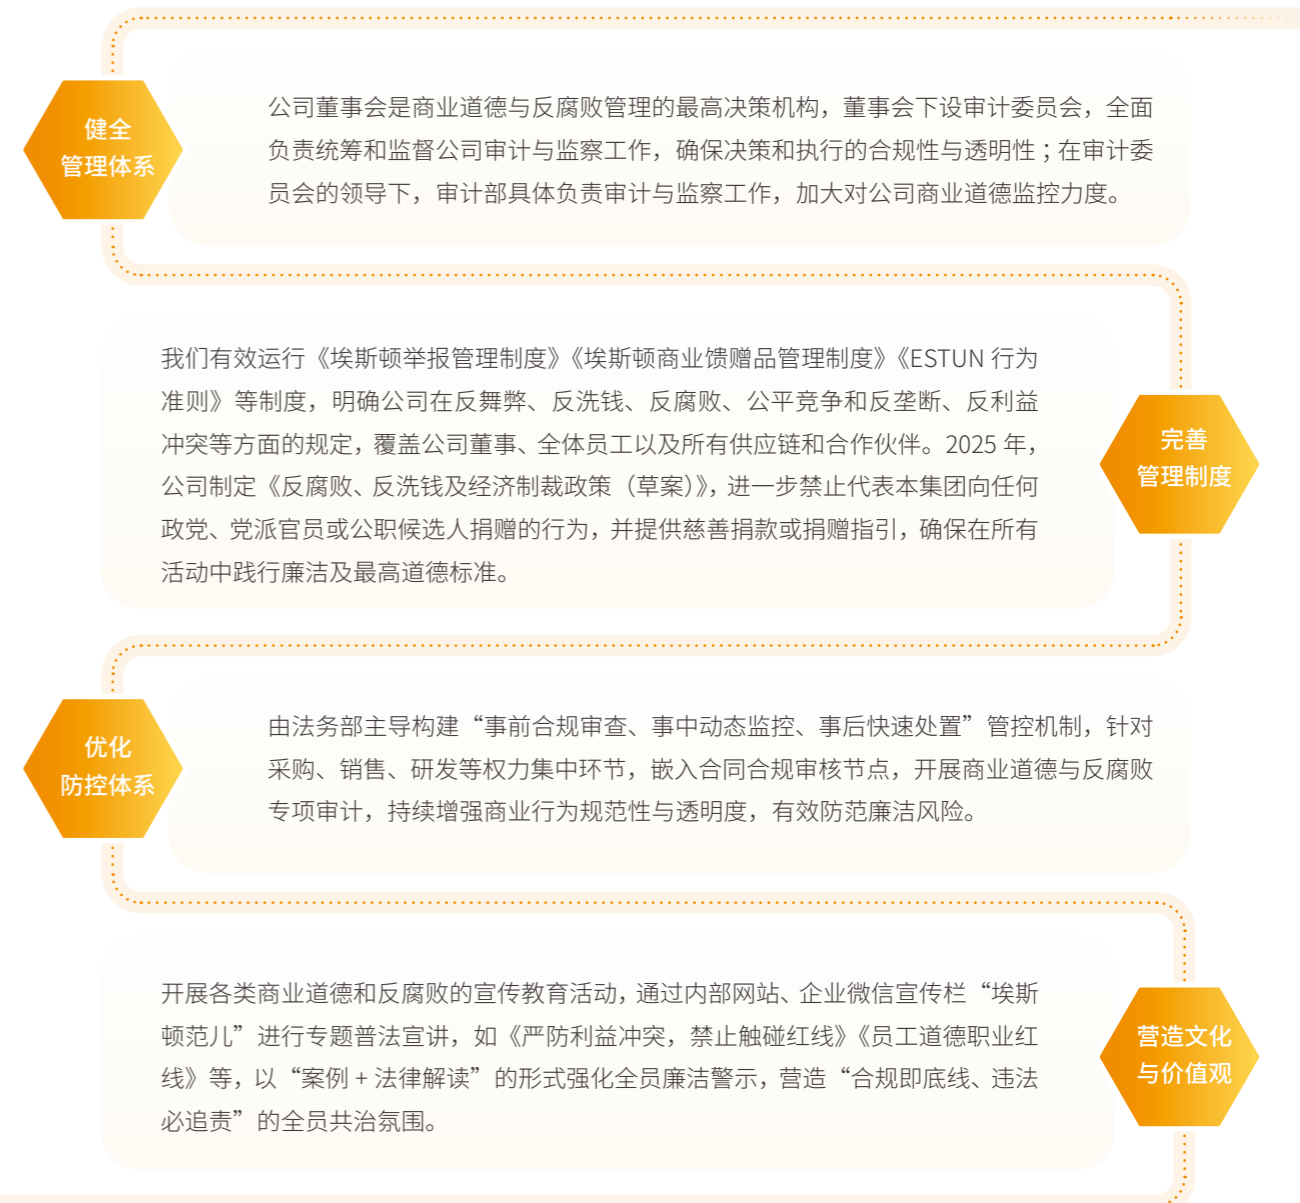 健全
管理体系
公司董事会是商业道德与反腐败管理的最高决策机构，董事会下设审计委员会，全面
负责统筹和监督公司审计与监察工作，确保决策和执行的合规性与透明性；在审计委
员会的领导下，审计部具体负责审计与监察工作，加大对公司商业道德监控力度。
我们有效运行《埃斯顿举报管理制度》《埃斯顿商业馈赠品管理制度》《ESTUN 行为
准则》等制度，明确公司在反舞弊、反洗钱、反腐败、公平竞争和反垄断、反利益
冲突等方面的规定，覆盖公司董事、全体员工以及所有供应链和合作伙伴。2025 年，
公司制定《反腐败、反洗钱及经济制裁政策（草案）》，进一步禁止代表本集团向任何
政党、党派官员或公职候选人捐赠的行为，并提供慈善捐款或捐赠指引，确保在所有
活动中践行廉洁及最高道德标准。
完善
管理制度
优化
防控体系
由法务部主导构建“事前合规审查、事中动态监控、事后快速处置”管控机制，针对
采购、销售、研发等权力集中环节，嵌入合同合规审核节点，开展商业道德与反腐败
专项审计，持续增强商业行为规范性与透明度，有效防范廉洁风险。
开展各类商业道德和反腐败的宣传教育活动，通过内部网站、企业微信宣传栏“埃斯
顿范儿”进行专题普法宣讲，如《严防利益冲突，禁止触碰红线》《员工道德职业红
线》等，以“案例 + 法律解读”的形式强化全员廉洁警示，营造“合规即底线、违法
必追责”的全员共治氛围。
营造文化
与价值观